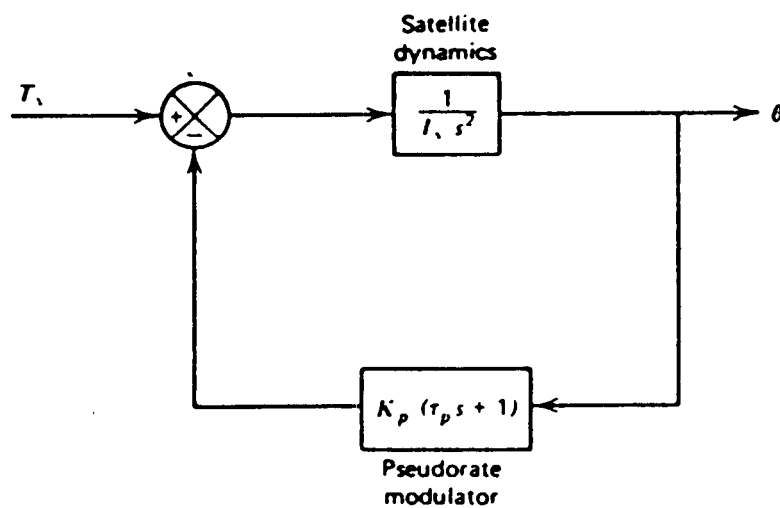 Satellite
dynamics
T
+
−
1
I s²
θ
K_p (τ_p s + 1)
Pseudorate
modulator